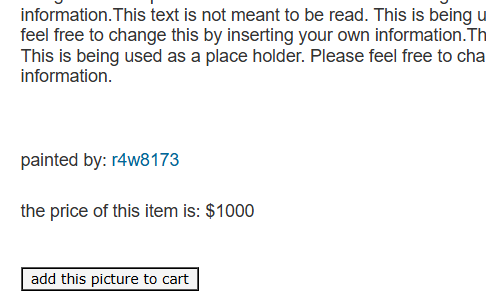 information.This text is not meant to be read. This is being u
feel free to change this by inserting your own information.Th
This is being used as a place holder. Please feel free to cha
information.
painted by: r4w8173
the price of this item is: $1000
add this picture to cart